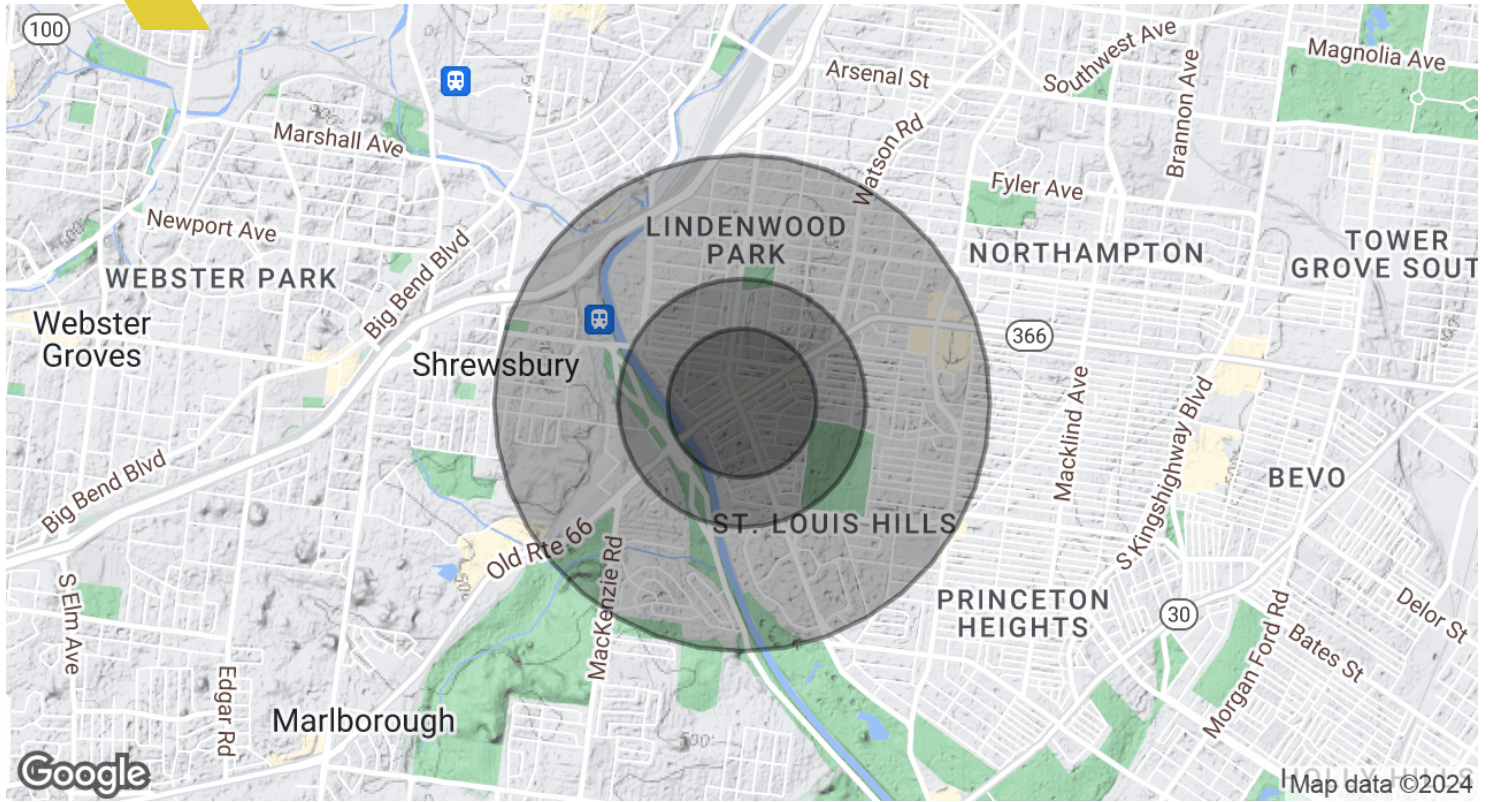 100
Magnolia Ave
Southwest Ave
Arsenal St
Brannon Ave
Marshall Ave
Watson Rd
Fyler Ave
Newport Ave
LINDENWOOD
PARK
NORTHAMPTON
TOWER
GROVE SOUT
WEBSTER PARK
Big Bend Blvd
Webster
Groves
366
Shrewsbury
Macklind Ave
S Kingshighway Blvd
BEVO
Big Bend Blvd
ST. LOUIS HILLS
Old Rte 66
MacKenzie Rd
S Elm Ave
PRINCETON
HEIGHTS
30
Delor St
Bates St
Morgan Ford Rd
Edgar Rd
Marlborough
500'
Google
Map data ©2024